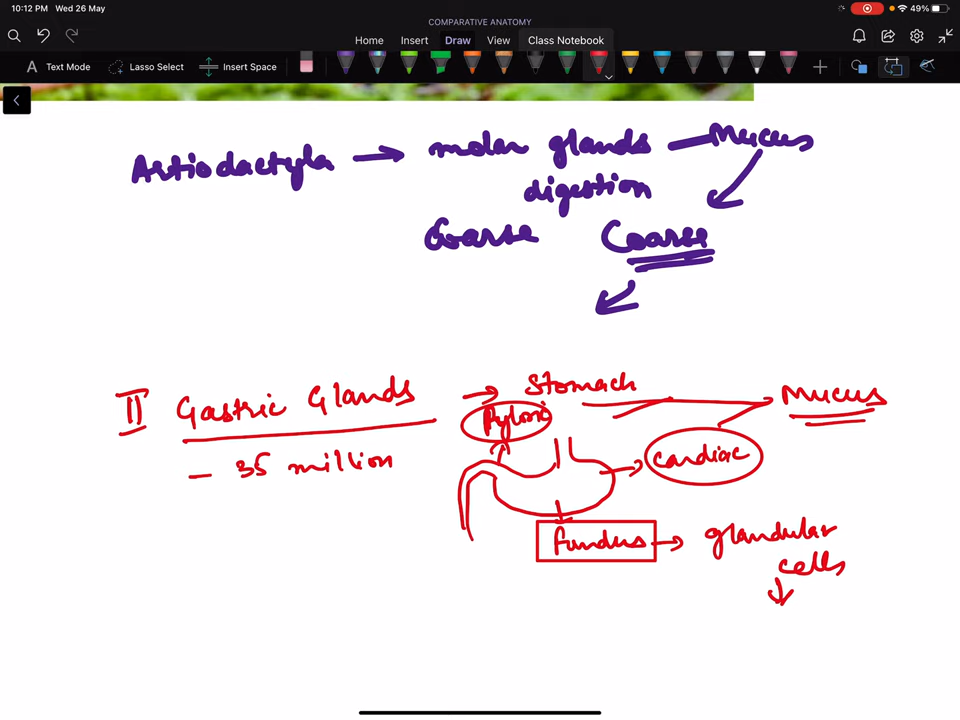 10:12 PM Wed 26 May
49%
COMPARATIVE ANATOMY
Home Insert Draw View Class Notebook
Text Mode Lasso Select Insert Space
Artiodactyla → molar glands — Mucus
digestion
Coarse Coarse
II Gastric Glands → Stomach
Mucus
Pyloric
- 35 million
Cardiac
Fundus → glandular
cells